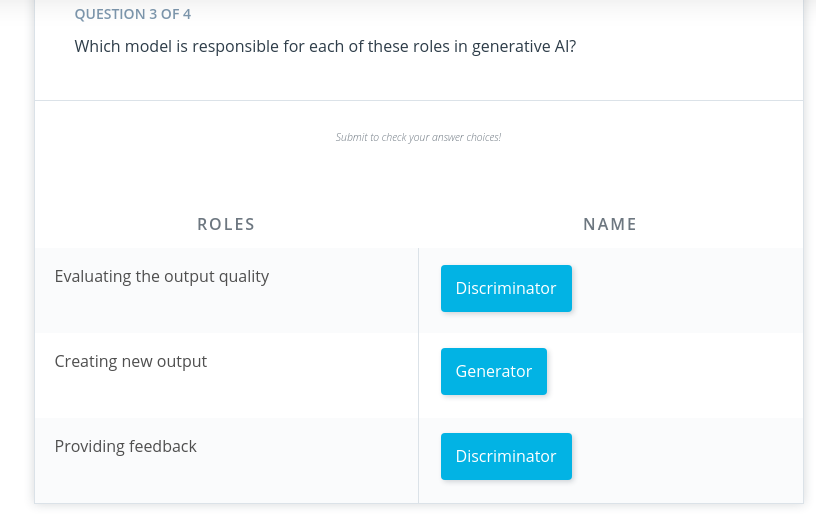 QUESTION 3 OF 4
Which model is responsible for each of these roles in generative AI?
Submit to check your answer choices!
ROLES NAME
Evaluating the output quality Discriminator
Creating new output Generator
Providing feedback Discriminator